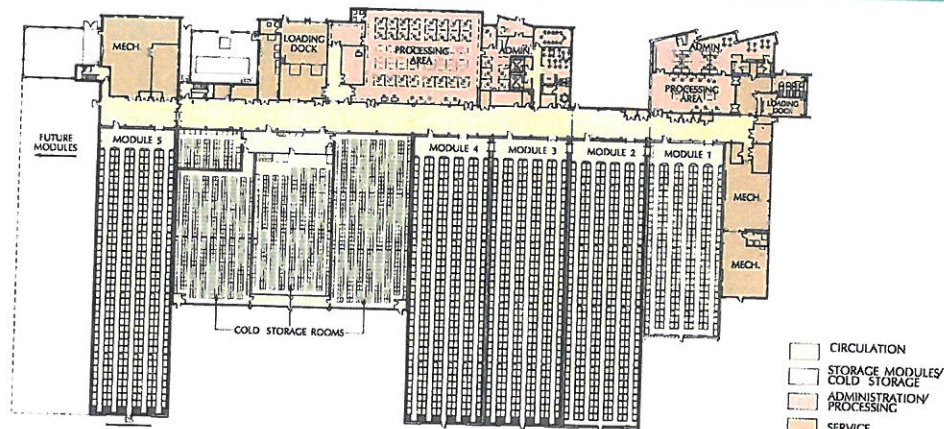 MECH.
LOADING
DOCK
PROCESSING
AREA
ADMIN.
ADMIN.
PROCESSING
AREA
LOADING
DOCK
FUTURE
MODULES
MODULE 5
MODULE 4
MODULE 3
MODULE 2
MODULE 1
MECH.
MECH.
COLD STORAGE ROOMS
CIRCULATION
STORAGE MODULES/
COLD STORAGE
ADMINISTRATION/
PROCESSING
SERVICE